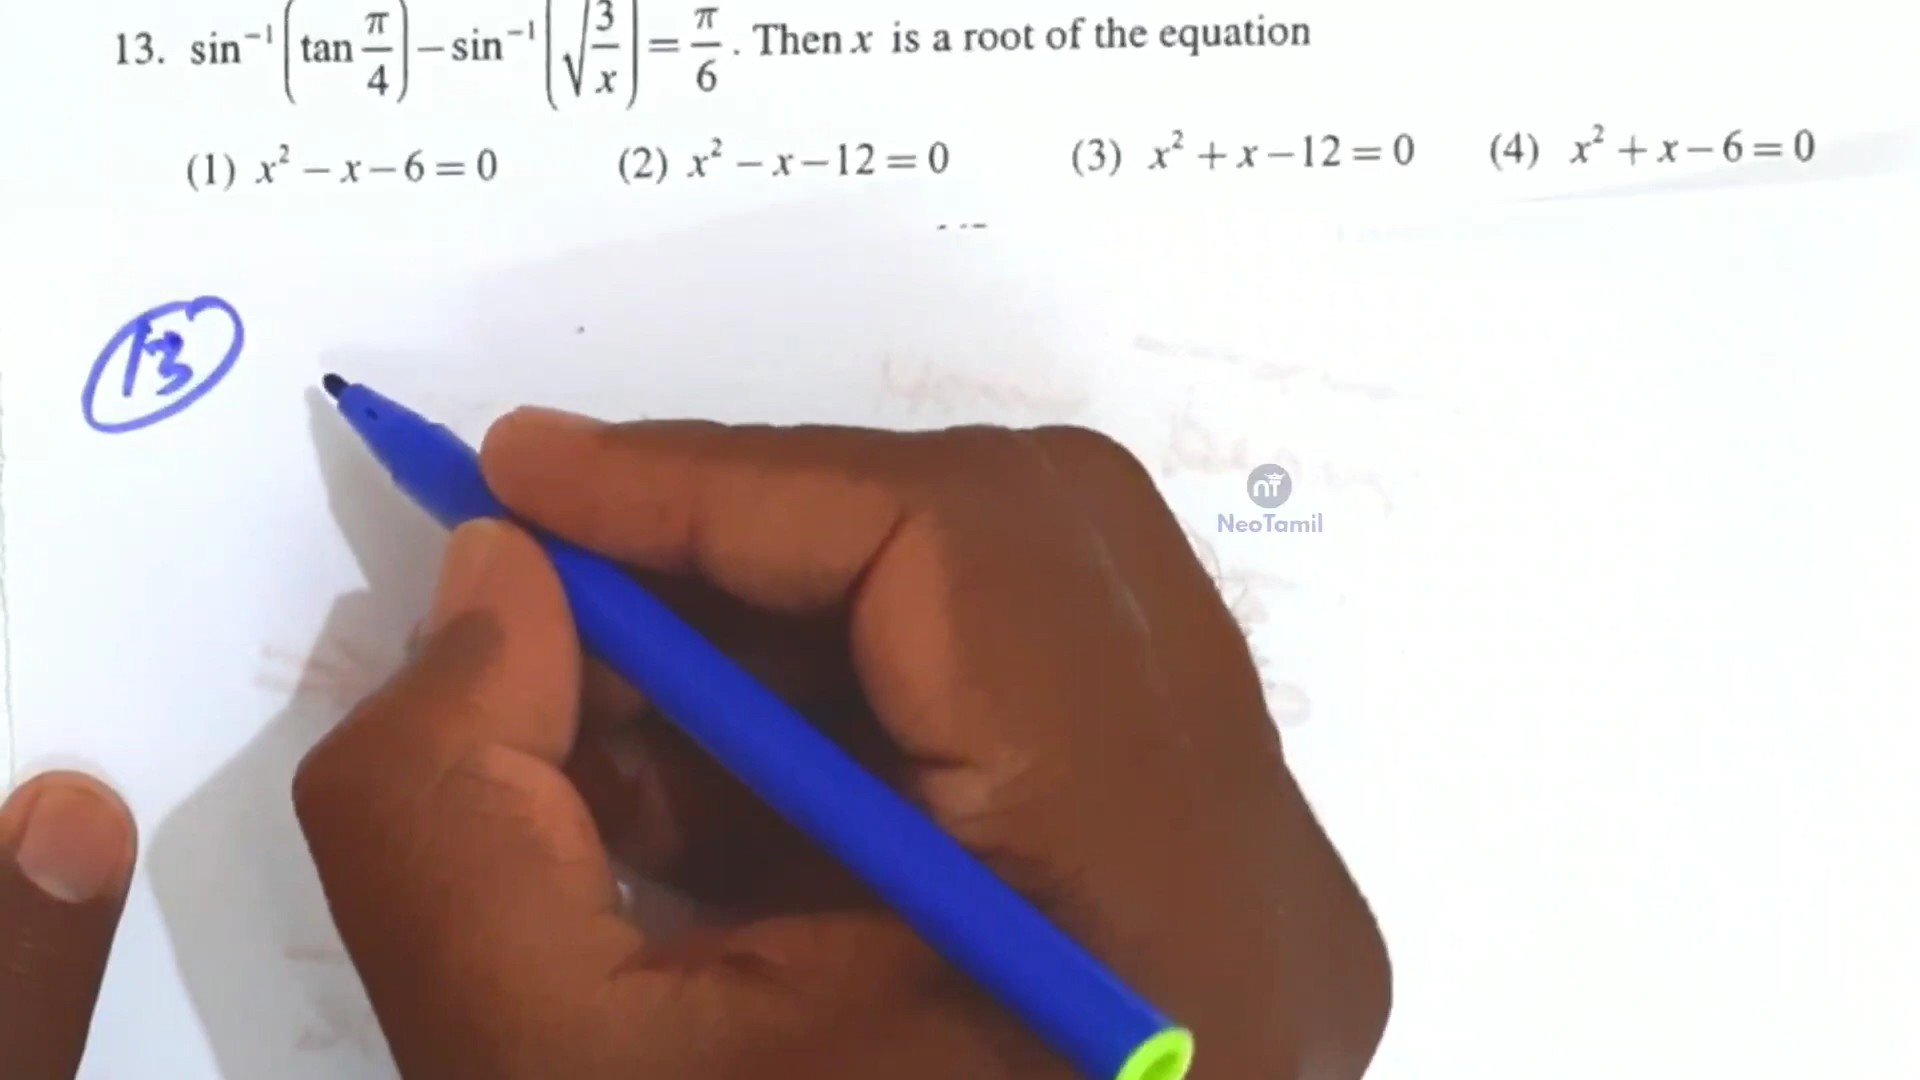 13. sin⁻¹(tan π/4) – sin⁻¹(√(3/x)) = π/6. Then x is a root of the equation
(1) x² – x – 6 = 0 (2) x² – x – 12 = 0 (3) x² + x – 12 = 0 (4) x² + x – 6 = 0
13
NT
NeoTamil